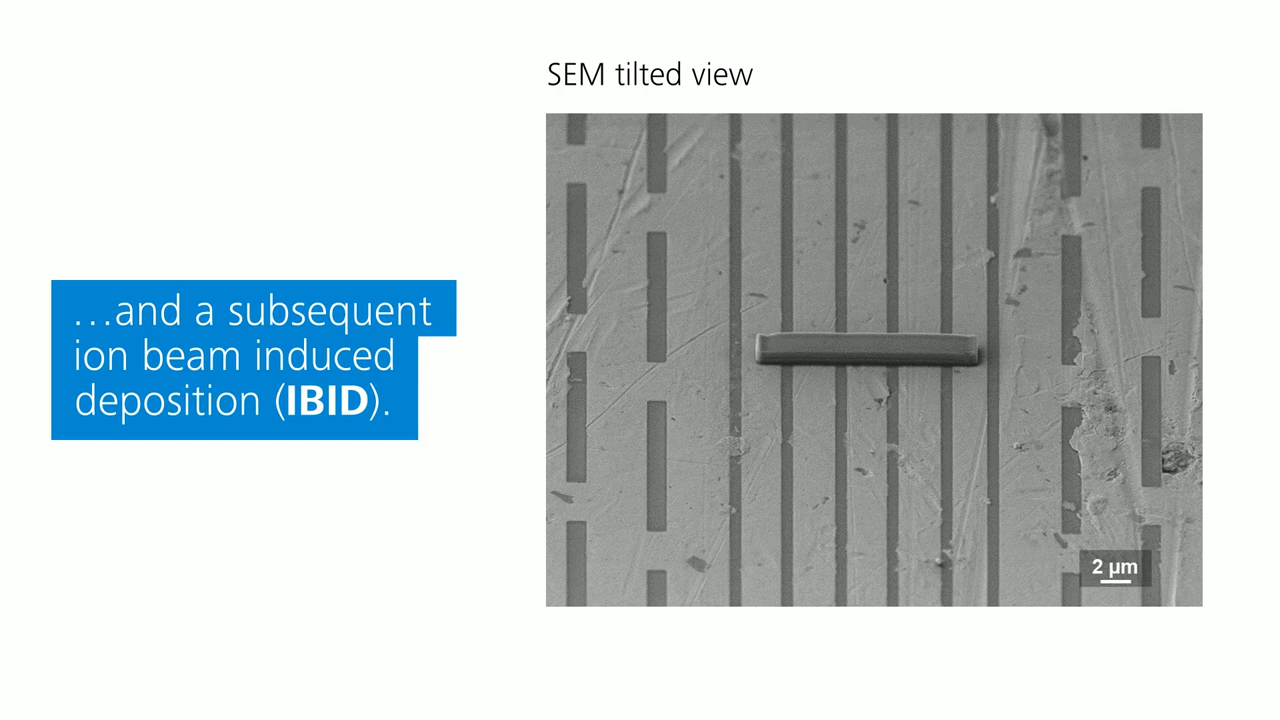 SEM tilted view
…and a subsequent
ion beam induced
deposition (IBID).
2 µm